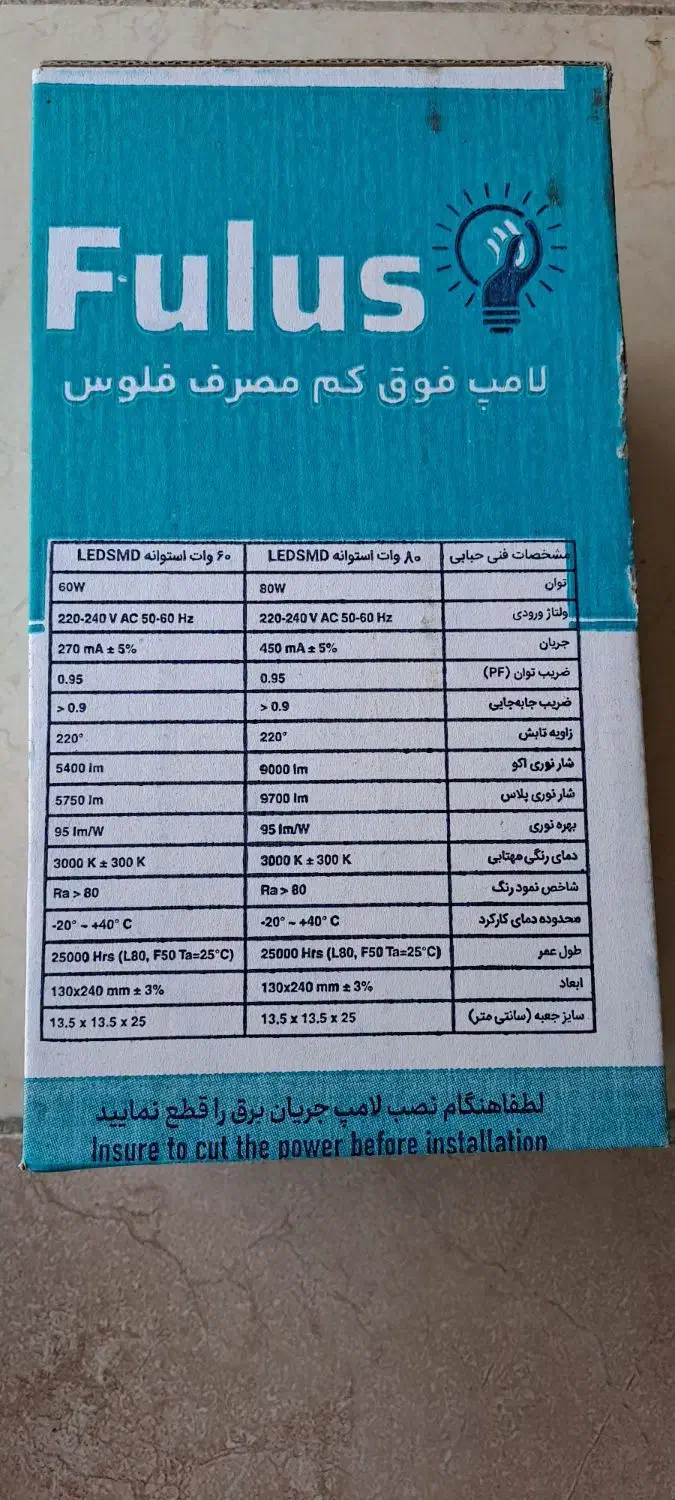 Fulus
لامپ فوق کم مصرف فلوس
مشخصات فنی حبابی ۸۰ وات استوانه LEDSMD ۶۰ وات استوانه LEDSMD
توان 80W 60W
ولتاژ ورودی 220-240 V AC 50-60 Hz 220-240 V AC 50-60 Hz
جریان 450 mA ± 5% 270 mA ± 5%
ضریب توان (PF) 0.95 0.95
ضریب جابه‌جایی > 0.9 > 0.9
زاویه تابش 220° 220°
شار نوری اکو 9000 lm 5400 lm
شار نوری پلاس 9700 lm 5750 lm
بهره نوری 95 lm/W 95 lm/W
دمای رنگی مهتابی 3000 K ± 300 K 3000 K ± 300 K
شاخص نمود رنگ Ra > 80 Ra > 80
محدوده دمای کارکرد -20° ~ +40° C -20° ~ +40° C
طول عمر 25000 Hrs (L80, F50 Ta=25°C) 25000 Hrs (L80, F50 Ta=25°C)
ابعاد 130x240 mm ± 3% 130x240 mm ± 3%
سایز جعبه (سانتی متر) 13.5 x 13.5 x 25 13.5 x 13.5 x 25
لطفاهنگام نصب لامپ جریان برق را قطع نمایید
Insure to cut the power before installation